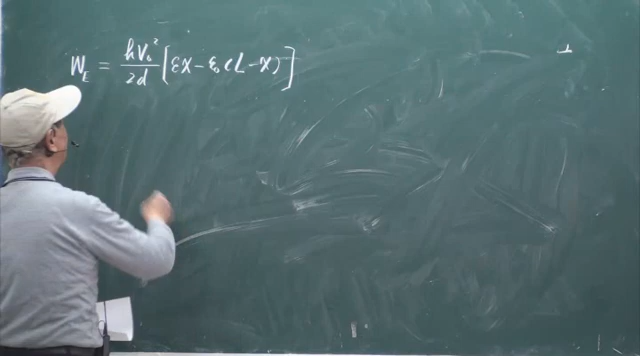 W_E = hV₀²/2d [εx - ε₀(L-x)]